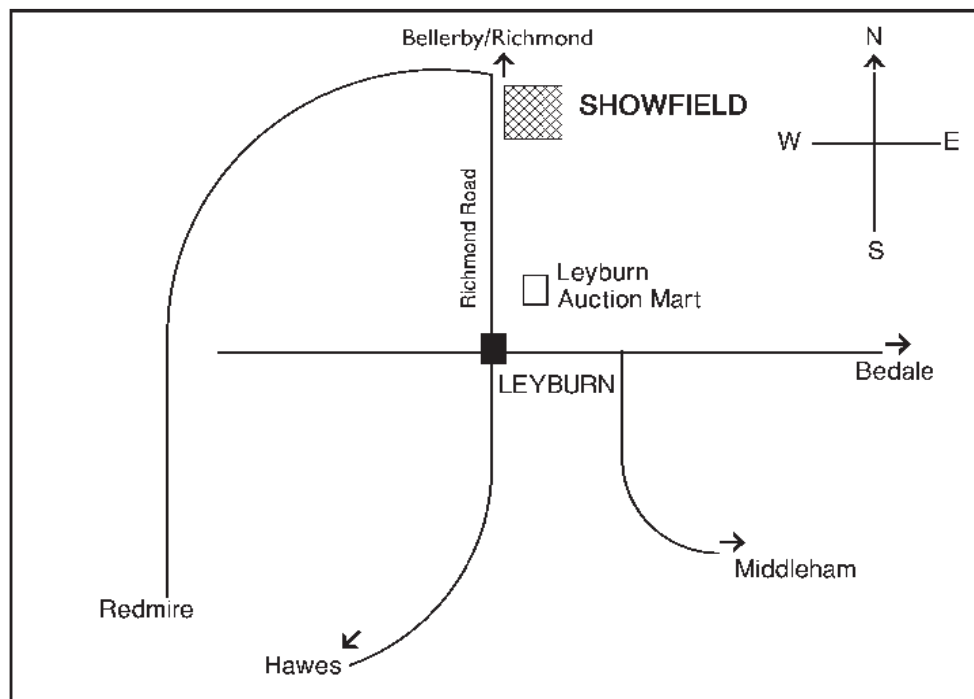 Bellerby/Richmond
N
SHOWFIELD
W
E
S
Richmond Road
Leyburn
Auction Mart
LEYBURN
Bedale
Middleham
Redmire
Hawes